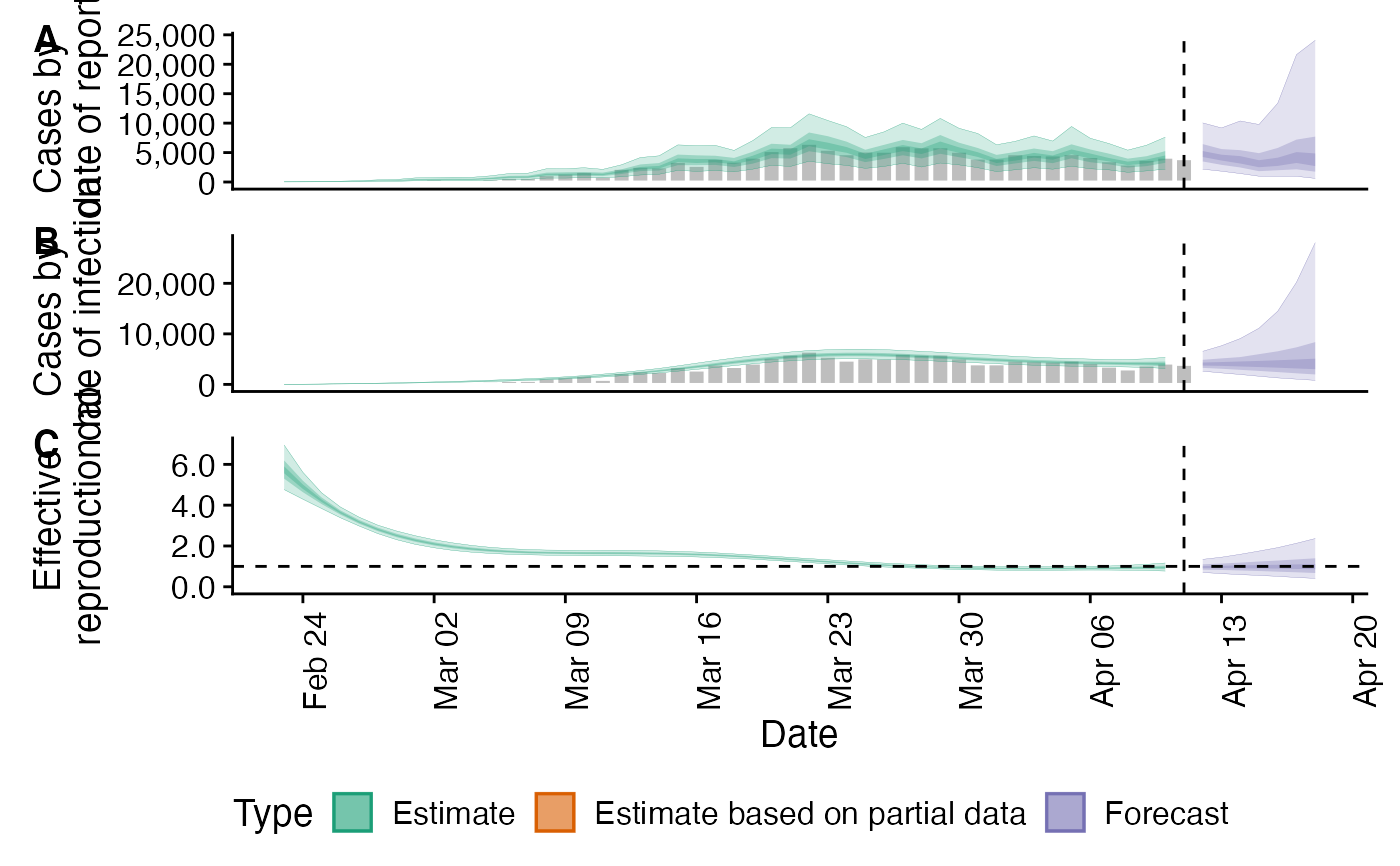 A
Cases by
date of report
25,000
20,000
15,000
10,000
5,000
0
B
Cases by
date of infection
20,000
10,000
0
C
Effective
reproduction no
6.0
4.0
2.0
0.0
Feb 24
Mar 02
Mar 09
Mar 16
Mar 23
Mar 30
Apr 06
Apr 13
Apr 20
Date
Type
Estimate
Estimate based on partial data
Forecast